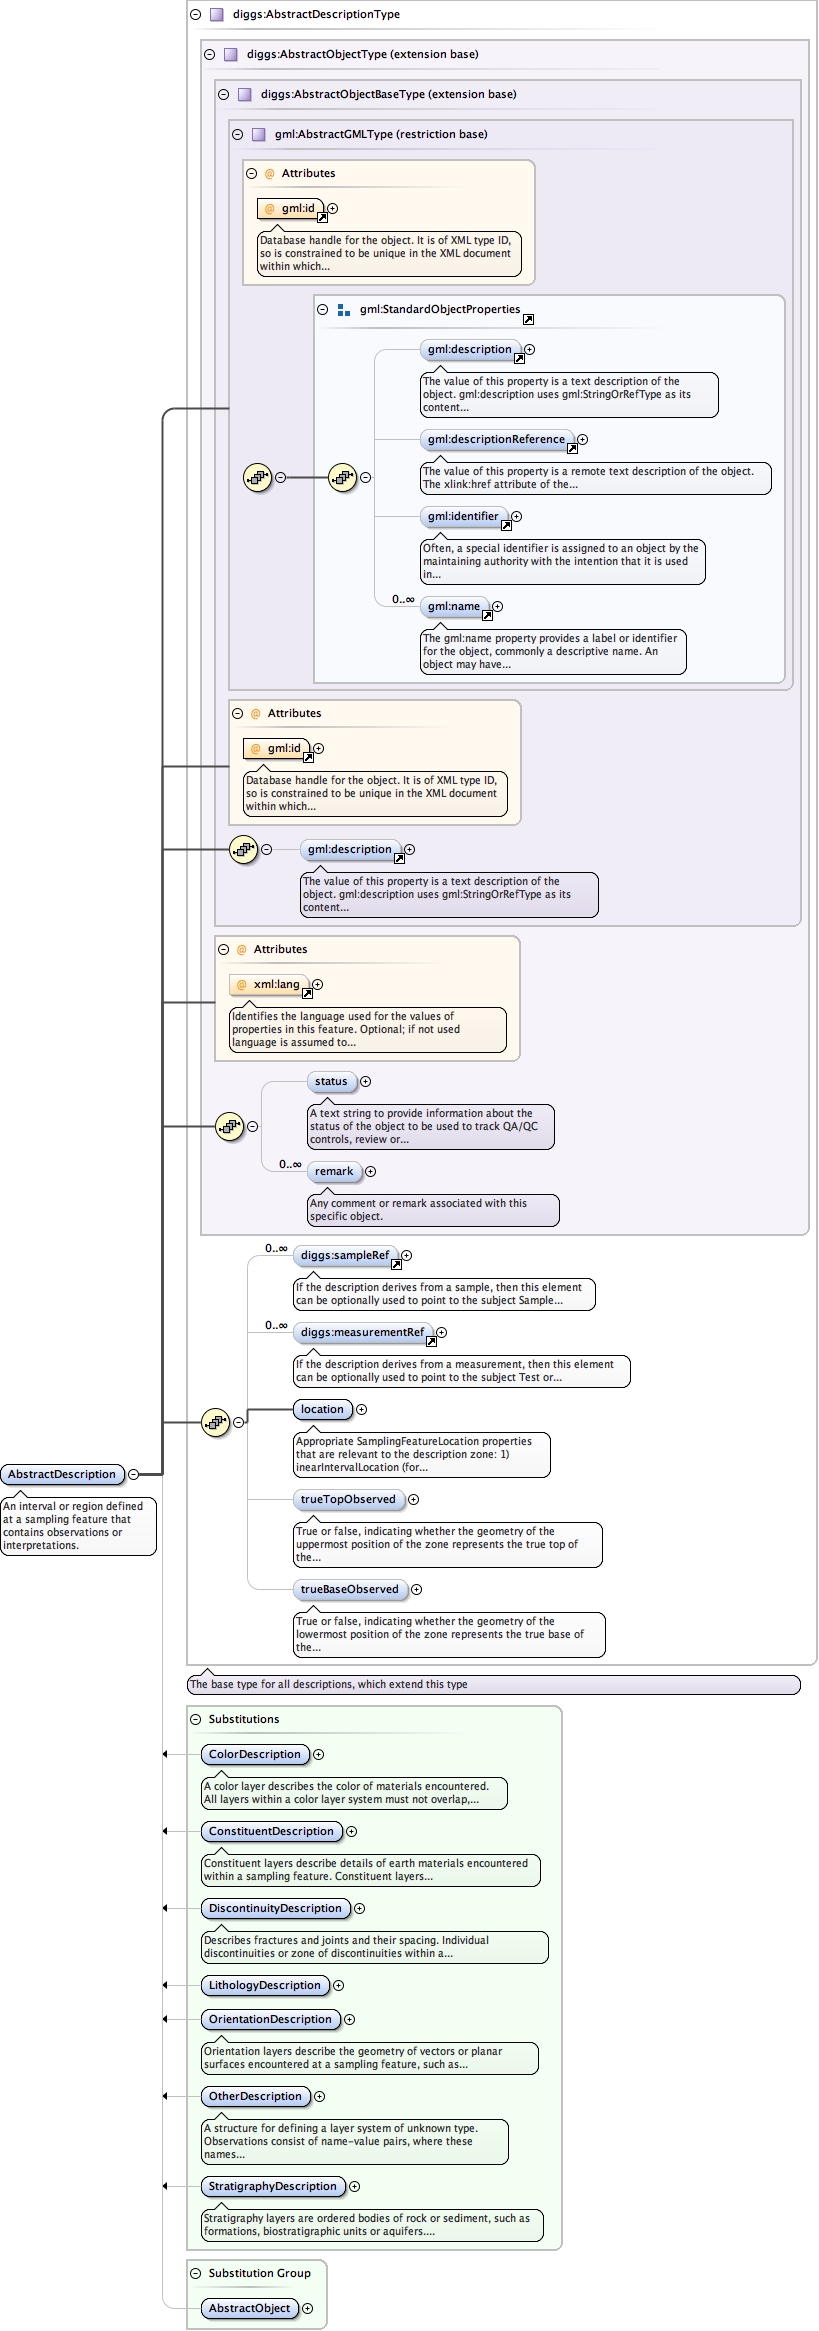 diggs:AbstractDescriptionType
diggs:AbstractObjectType (extension base)
diggs:AbstractObjectBaseType (extension base)
gml:AbstractGMLType (restriction base)
@ Attributes
@ gml:id
Database handle for the object. It is of XML type ID,
so is constrained to be unique in the XML document
within which...
gml:StandardObjectProperties
gml:description
The value of this property is a text description of the
object. gml:description uses gml:StringOrRefType as its
content...
gml:descriptionReference
The value of this property is a remote text description of the object.
The xlink:href attribute of the...
gml:identifier
Often, a special identifier is assigned to an object by the
maintaining authority with the intention that it is used
in...
0..∞
gml:name
The gml:name property provides a label or identifier
for the object, commonly a descriptive name. An
object may have...
@ Attributes
@ gml:id
Database handle for the object. It is of XML type ID,
so is constrained to be unique in the XML document
within which...
gml:description
The value of this property is a text description of the
object. gml:description uses gml:StringOrRefType as its
content...
@ Attributes
@ xml:lang
Identifies the language used for the values of
properties in this feature. Optional; if not used
language is assumed to...
status
A text string to provide information about the
status of the object to be used to track QA/QC
controls, review or...
0..∞
remark
Any comment or remark associated with this
specific object.
0..∞
diggs:sampleRef
If the description derives from a sample, then this element
can be optionally used to point to the subject Sample...
0..∞
diggs:measurementRef
If the description derives from a measurement, then this element
can be optionally used to point to the subject Test or...
location
Appropriate SamplingFeatureLocation properties
that are relevant to the description zone: 1)
inearIntervalLocation (for...
trueTopObserved
True or false, indicating whether the geometry of the
uppermost position of the zone represents the true top of
the...
trueBaseObserved
True or false, indicating whether the geometry of the
lowermost position of the zone represents the true base of
the...
AbstractDescription
An interval or region defined
at a sampling feature that
contains observations or
interpretations.
The base type for all descriptions, which extend this type
Substitutions
ColorDescription
A color layer describes the color of materials encountered.
All layers within a color layer system must not overlap,...
ConstituentDescription
Constituent layers describe details of earth materials encountered
within a sampling feature. Constituent layers...
DiscontinuityDescription
Describes fractures and joints and their spacing. Individual
discontinuities or zone of discontinuities within a...
LithologyDescription
OrientationDescription
Orientation layers describe the geometry of vectors or planar
surfaces encountered at a sampling feature, such as...
OtherDescription
A structure for defining a layer system of unknown type.
Observations consist of name-value pairs, where these
names...
StratigraphyDescription
Stratigraphy layers are ordered bodies of rock or sediment, such as
formations, biostratigraphic units or aquifers....
Substitution Group
AbstractObject